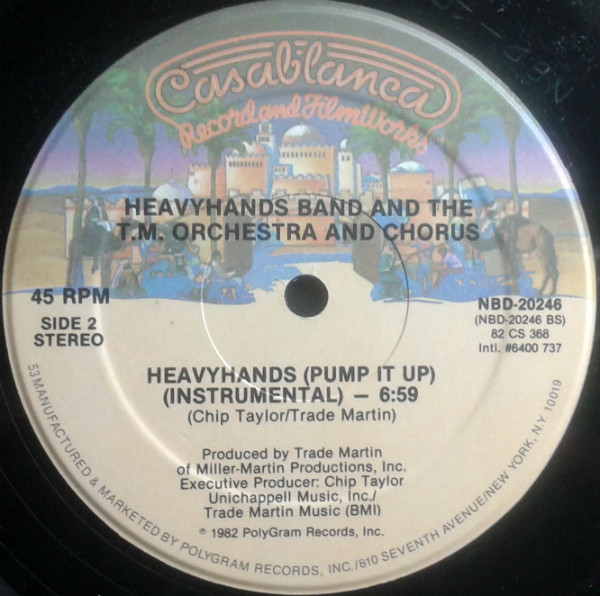 Casablanca
Record and FilmWorks
HEAVYHANDS BAND AND THE
T.M. ORCHESTRA AND CHORUS
45 RPM
SIDE 2
STEREO
NBD-20246
(NBD-20246 BS)
82 CS 368
Intl. #6400 737
HEAVYHANDS (PUMP IT UP)
(INSTRUMENTAL) — 6:59
(Chip Taylor/Trade Martin)
Produced by Trade Martin
of Miller-Martin Productions, Inc.
Executive Producer: Chip Taylor
Unichappell Music, Inc./
Trade Martin Music (BMI)
℗ 1982 PolyGram Records, Inc.
53 MANUFACTURED & MARKETED BY POLYGRAM RECORDS, INC./810 SEVENTH AVENUE/NEW YORK, N.Y. 10019